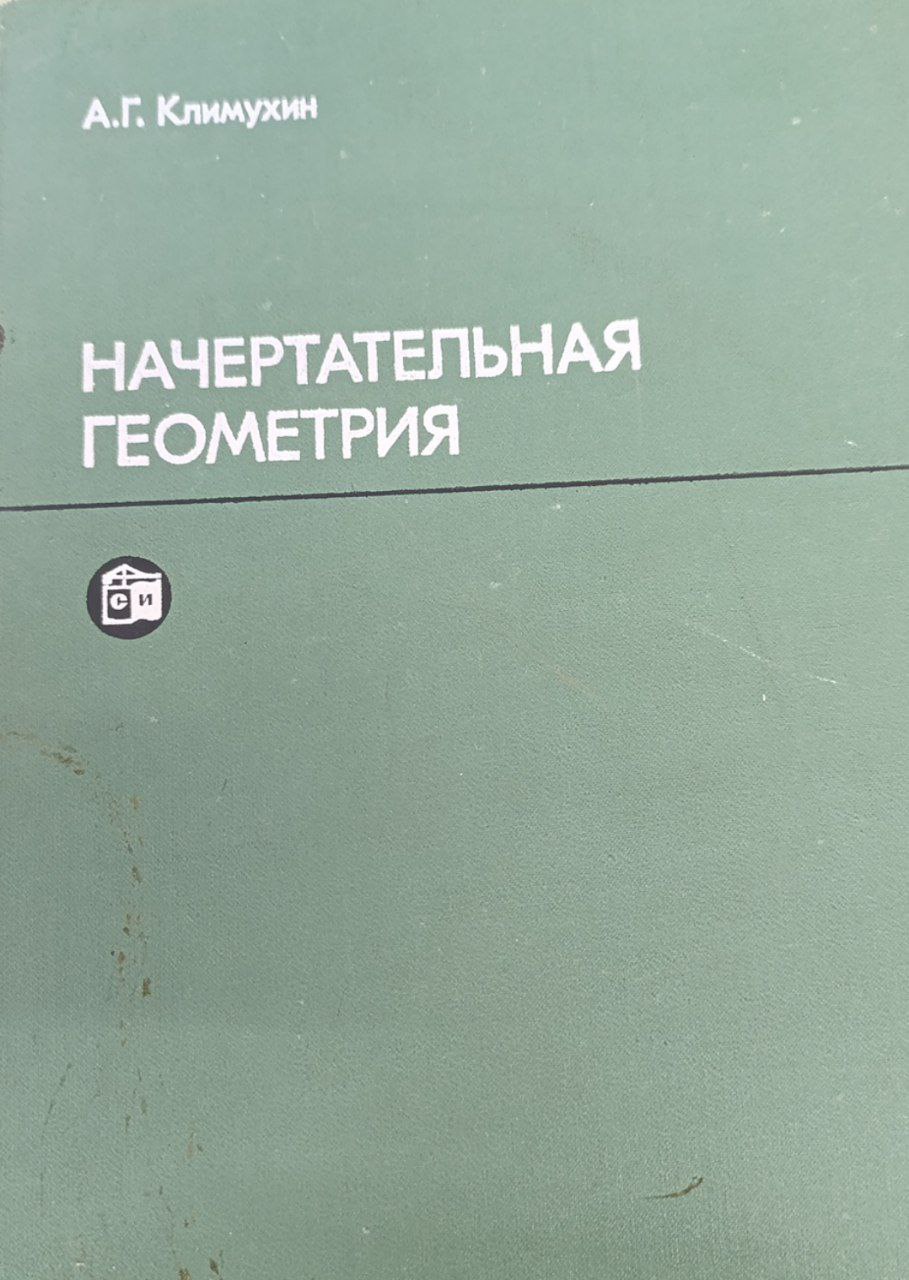 А.Г. Климухин
НАЧЕРТАТЕЛЬНАЯ
ГЕОМЕТРИЯ
С И